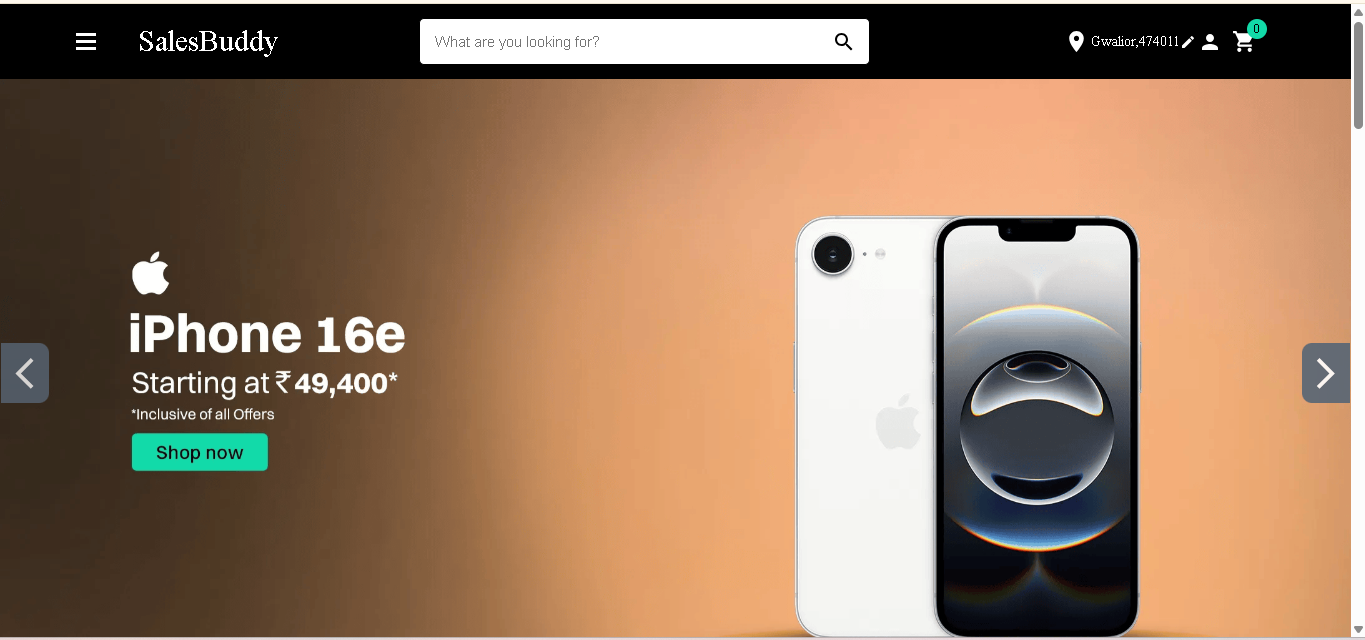 SalesBuddy
What are you looking for?
Gwalior,474011
0
iPhone 16e
Starting at ₹49,400*
*Inclusive of all Offers
Shop now